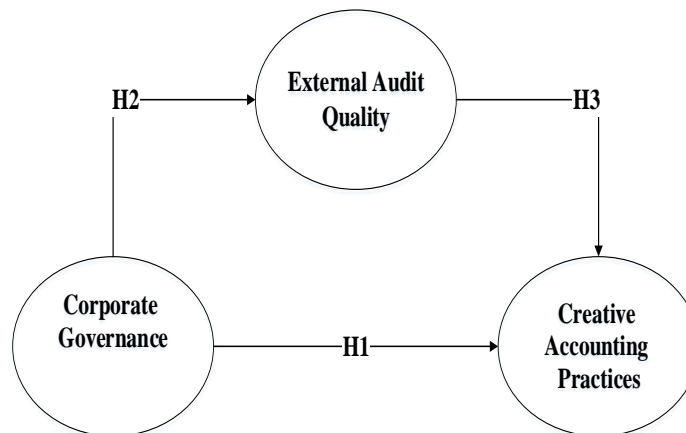 External Audit
Quality
H2
H3
Corporate
Governance
H1
Creative
Accounting
Practices